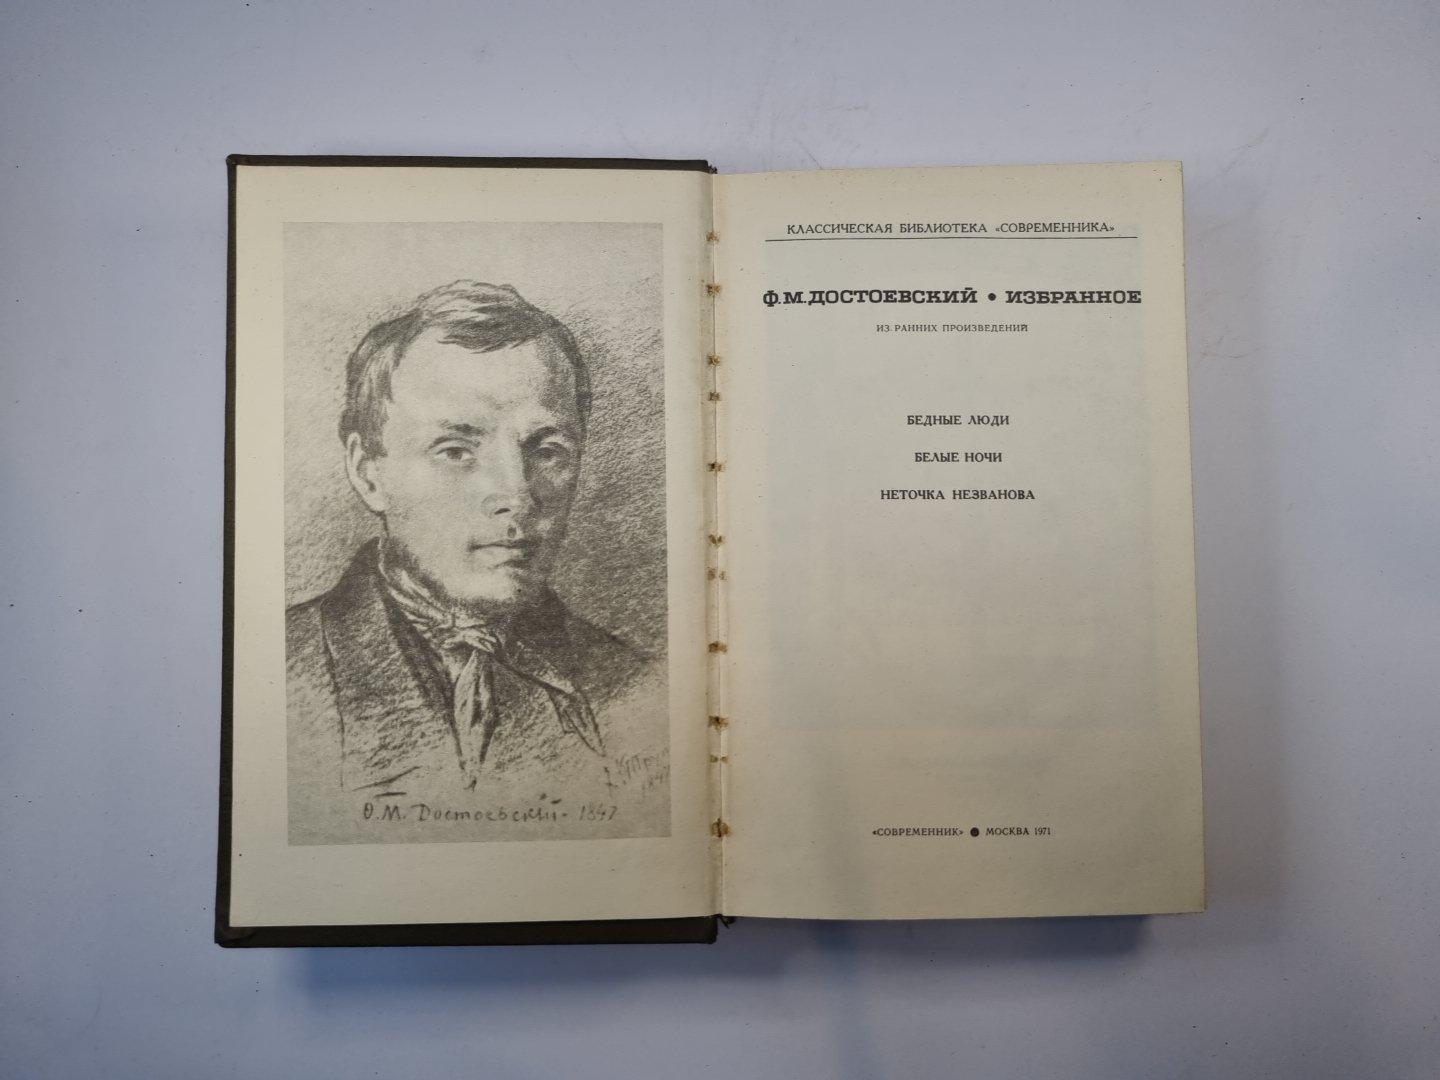 Ф. М. Достоевский - 1847
1847
КЛАССИЧЕСКАЯ БИБЛИОТЕКА «СОВРЕМЕННИКА»
Ф. М. ДОСТОЕВСКИЙ • ИЗБРАННОЕ
ИЗ РАННИХ ПРОИЗВЕДЕНИЙ
БЕДНЫЕ ЛЮДИ
БЕЛЫЕ НОЧИ
НЕТОЧКА НЕЗВАНОВА
«СОВРЕМЕННИК» ● МОСКВА 1971